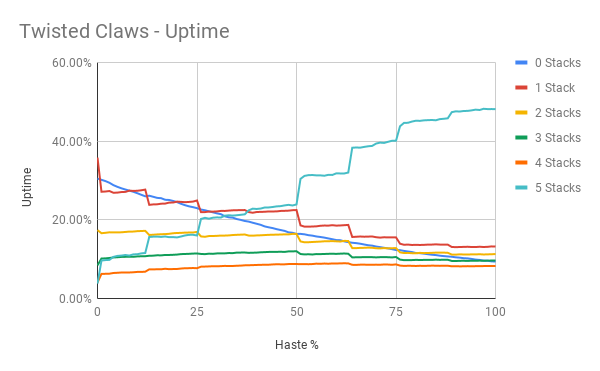 Twisted Claws - Uptime
60.00%
40.00%
20.00%
0.00%
Uptime
0
25
50
75
100
Haste %
0 Stacks
1 Stack
2 Stacks
3 Stacks
4 Stacks
5 Stacks